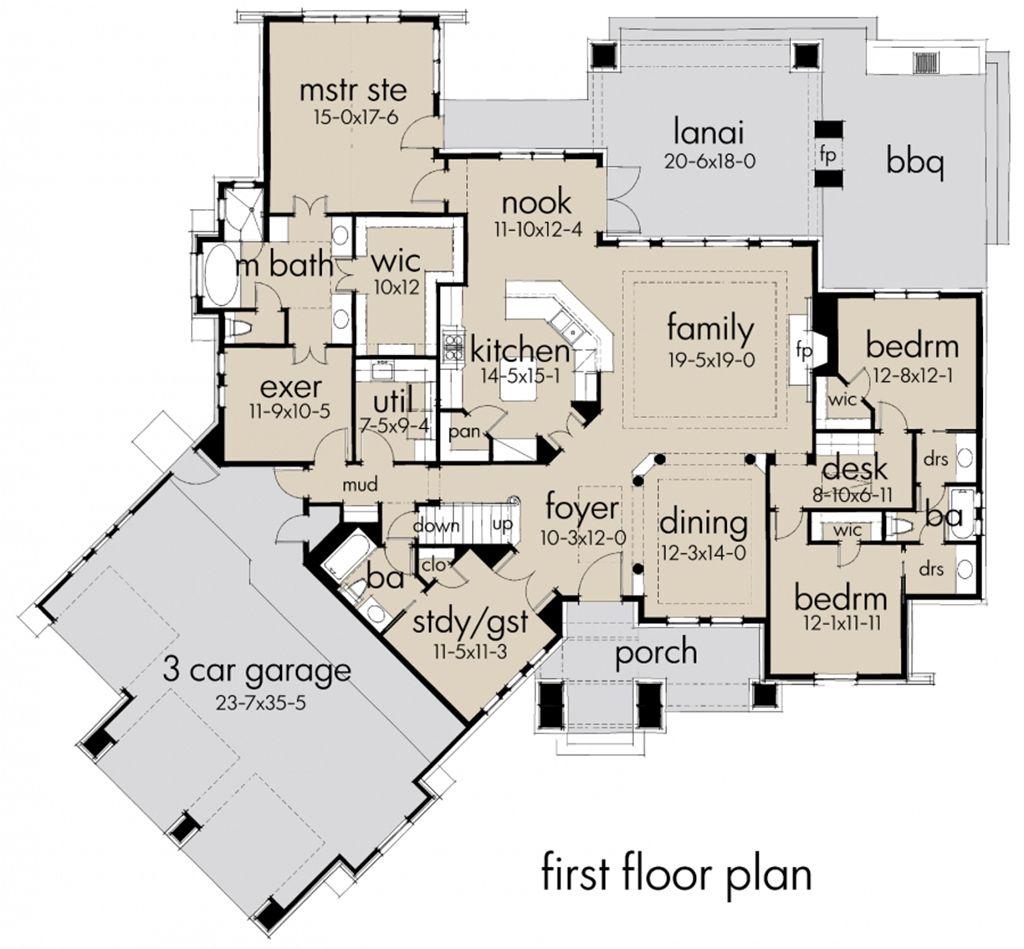 mstr ste
15-0x17-6
lanai
20-6x18-0
fp
bbq
nook
11-10x12-4
m bath
wic
10x12
family
19-5x19-0
fp
kitchen
14-5x15-1
bedrm
12-8x12-1
exer
11-9x10-5
util
7-5x9-4
wic
pan
desk
8-10x6-11
drs
mud
foyer
10-3x12-0
dining
12-3x14-0
down
up
wic
ba
clo
ba
drs
stdy/gst
11-5x11-3
bedrm
12-1x11-11
porch
3 car garage
23-7x35-5
first floor plan